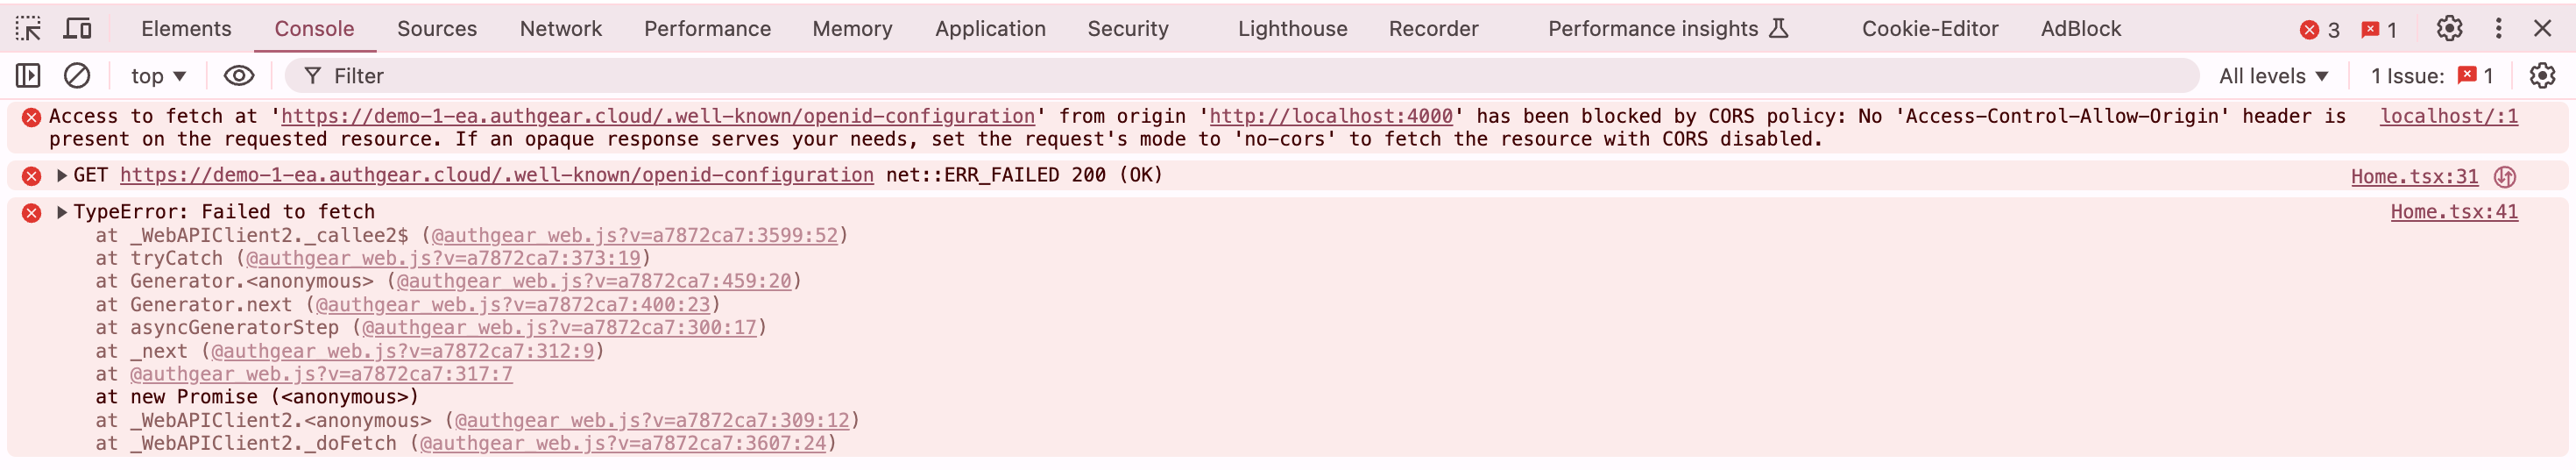 Elements Console Sources Network Performance Memory Application Security Lighthouse Recorder Performance insights Cookie-Editor AdBlock 3 1
top Filter All levels 1 Issue: 1
Access to fetch at 'https://demo-1-ea.authgear.cloud/.well-known/openid-configuration' from origin 'http://localhost:4000' has been blocked by CORS policy: No 'Access-Control-Allow-Origin' header is localhost/:1
present on the requested resource. If an opaque response serves your needs, set the request's mode to 'no-cors' to fetch the resource with CORS disabled.
GET https://demo-1-ea.authgear.cloud/.well-known/openid-configuration net::ERR_FAILED 200 (OK) Home.tsx:31
TypeError: Failed to fetch Home.tsx:41
at _WebAPIClient2._callee2$ (@authgear_web.js?v=a7872ca7:3599:52)
at tryCatch (@authgear_web.js?v=a7872ca7:373:19)
at Generator.<anonymous> (@authgear_web.js?v=a7872ca7:459:20)
at Generator.next (@authgear_web.js?v=a7872ca7:400:23)
at asyncGeneratorStep (@authgear_web.js?v=a7872ca7:300:17)
at _next (@authgear_web.js?v=a7872ca7:312:9)
at @authgear_web.js?v=a7872ca7:317:7
at new Promise (<anonymous>)
at _WebAPIClient2.<anonymous> (@authgear_web.js?v=a7872ca7:309:12)
at _WebAPIClient2._doFetch (@authgear_web.js?v=a7872ca7:3607:24)